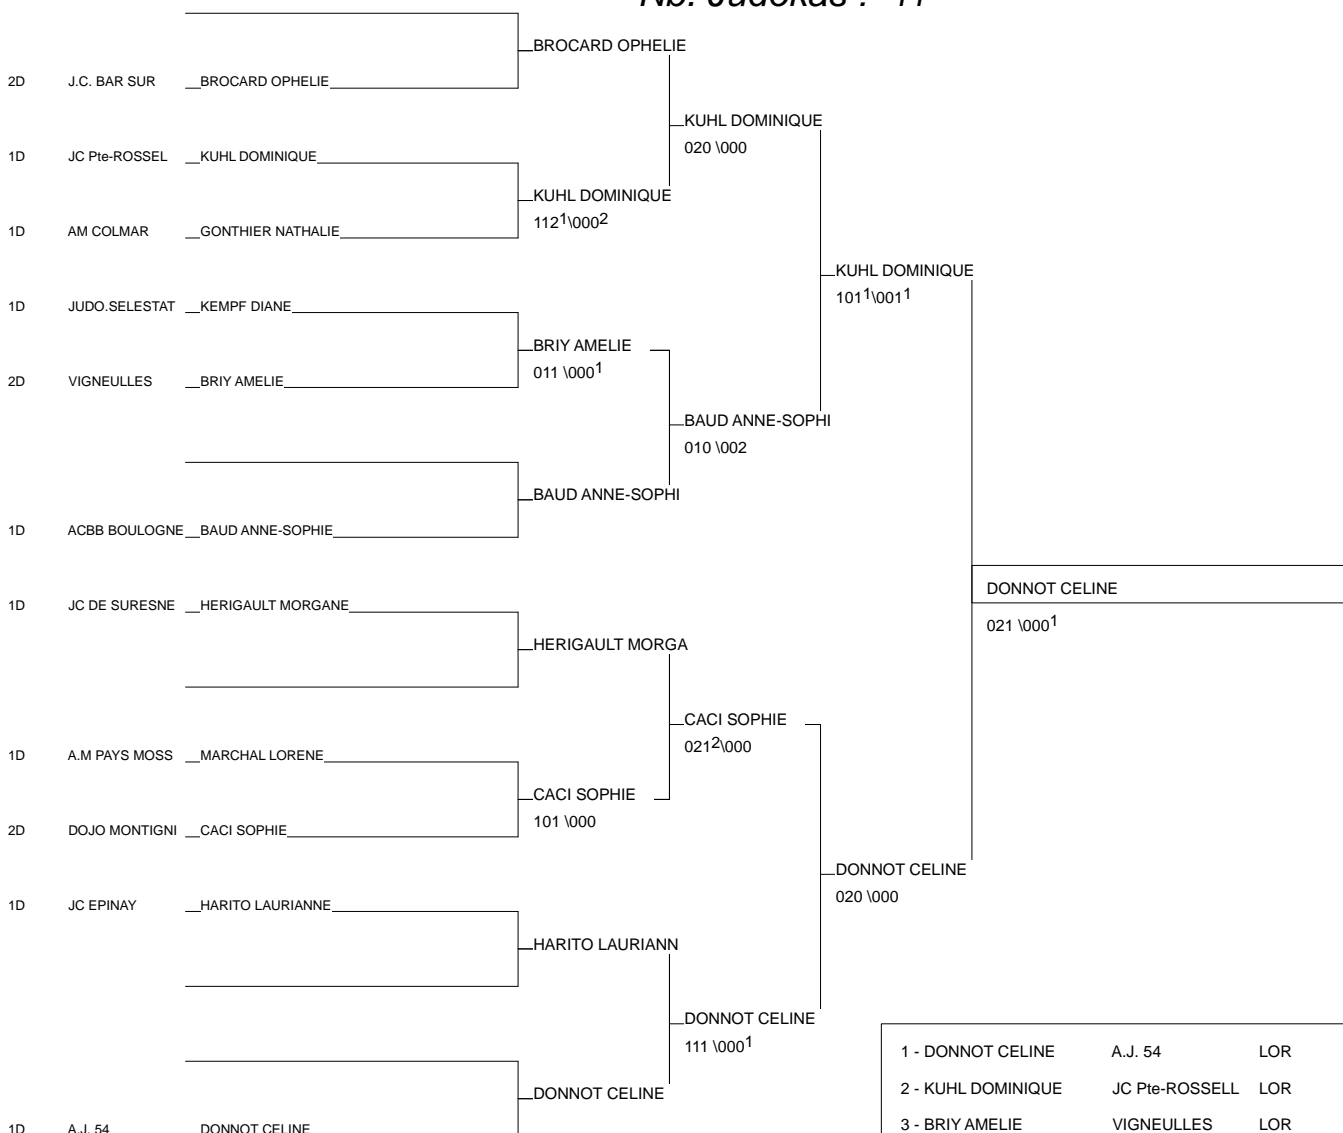 Nb. Judokas : 11
BROCARD OPHELIE
2D J.C. BAR SUR BROCARD OPHELIE
KUHL DOMINIQUE
020 \000
1D JC Pte-ROSSEL KUHL DOMINIQUE
KUHL DOMINIQUE
1121\0002
1D AM COLMAR GONTHIER NATHALIE
KUHL DOMINIQUE
1011\0011
1D JUDO.SELESTAT KEMPF DIANE
BRIY AMELIE
011 \0001
2D VIGNEULLES BRIY AMELIE
BAUD ANNE-SOPHI
010 \002
BAUD ANNE-SOPHI
1D ACBB BOULOGNE BAUD ANNE-SOPHIE
DONNOT CELINE
021 \0001
1D JC DE SURESNE HERIGAULT MORGANE
HERIGAULT MORGA
CACI SOPHIE
0212\000
1D A.M PAYS MOSS MARCHAL LORENE
CACI SOPHIE
101 \000
2D DOJO MONTIGNI CACI SOPHIE
DONNOT CELINE
020 \000
1D JC EPINAY HARITO LAURIANNE
HARITO LAURIANN
DONNOT CELINE
111 \0001
DONNOT CELINE
1D A.J. 54 DONNOT CELINE
1 - DONNOT CELINE A.J. 54 LOR
2 - KUHL DOMINIQUE JC Pte-ROSSELL LOR
3 - BRIY AMELIE VIGNEULLES LOR